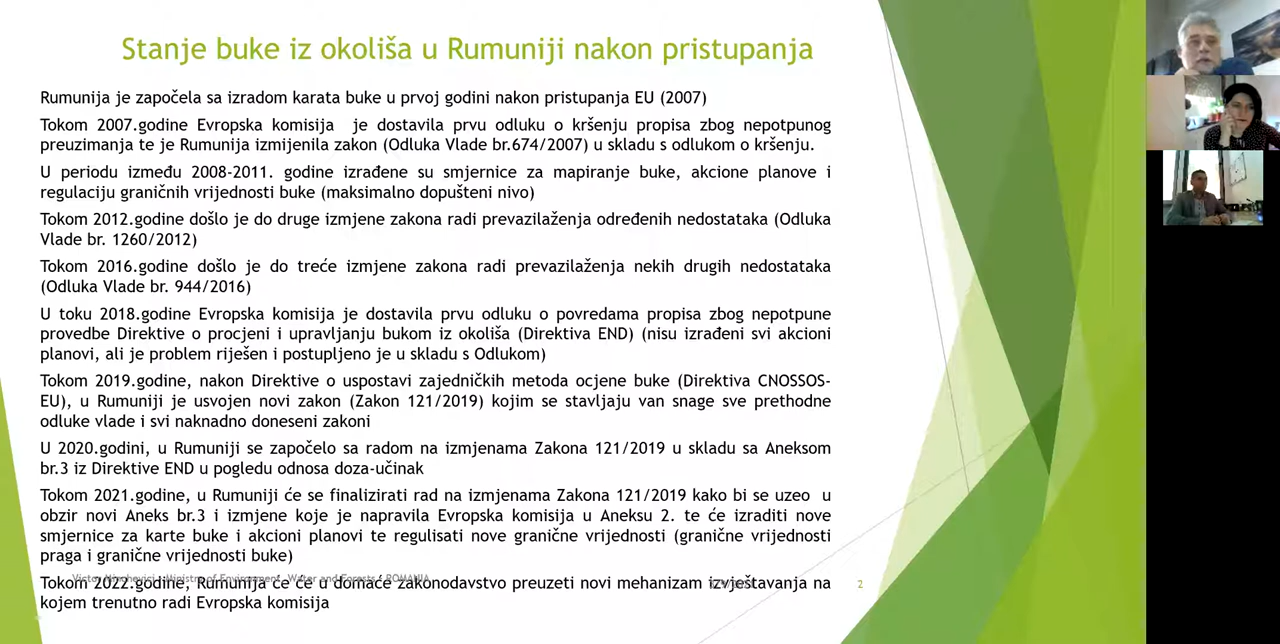 Stanje buke iz okoliša u Rumuniji nakon pristupanja
Rumunija je započela sa izradom karata buke u prvoj godini nakon pristupanja EU (2007)
Tokom 2007.godine Evropska komisija je dostavila prvu odluku o kršenju propisa zbog nepotpunog
preuzimanja te je Rumunija izmijenila zakon (Odluka Vlade br.674/2007) u skladu s odlukom o kršenju.
U periodu između 2008-2011. godine izrađene su smjernice za mapiranje buke, akcione planove i
regulaciju graničnih vrijednosti buke (maksimalno dopušteni nivo)
Tokom 2012.godine došlo je do druge izmjene zakona radi prevazilaženja određenih nedostataka (Odluka
Vlade br. 1260/2012)
Tokom 2016.godine došlo je do treće izmjene zakona radi prevazilaženja nekih drugih nedostataka
(Odluka Vlade br. 944/2016)
U toku 2018.godine Evropska komisija je dostavila prvu odluku o povredama propisa zbog nepotpune
provedbe Direktive o procjeni i upravljanju bukom iz okoliša (Direktiva END) (nisu izrađeni svi akcioni
planovi, ali je problem riješen i postupljeno je u skladu s Odlukom)
Tokom 2019.godine, nakon Direktive o uspostavi zajedničkih metoda ocjene buke (Direktiva CNOSSOS-
EU), u Rumuniji je usvojen novi zakon (Zakon 121/2019) kojim se stavljaju van snage sve prethodne
odluke vlade i svi naknadno doneseni zakoni
U 2020.godini, u Rumuniji se započelo sa radom na izmjenama Zakona 121/2019 u skladu sa Aneksom
br.3 iz Direktive END u pogledu odnosa doza-učinak
Tokom 2021.godine, u Rumuniji će se finalizirati rad na izmjenama Zakona 121/2019 kako bi se uzeo u
obzir novi Aneks br.3 i izmjene koje je napravila Evropska komisija u Aneksu 2. te će izraditi nove
smjernice za karte buke i akcioni planovi te regulisati nove granične vrijednosti (granične vrijednosti
praga i granične vrijednosti buke)
Tokom 2022.godine, Rumunija će će u domaće zakonodavstvo preuzeti novi mehanizam izvještavanja na
kojem trenutno radi Evropska komisija
Ministry of Environment, Water and Forests - ROMANIA
2